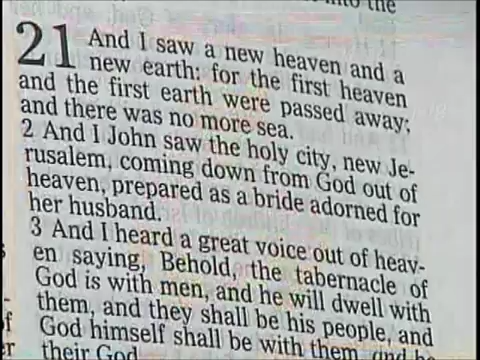 into the
21 And I saw a new heaven and a
new earth: for the first heaven
and the first earth were passed away;
and there was no more sea.
2 And I John saw the holy city, new Je-
rusalem, coming down from God out of
heaven, prepared as a bride adorned for
her husband.
3 And I heard a great voice out of heav-
en saying, Behold, the tabernacle of
God is with men, and he will dwell with
them, and they shall be his people, and
God himself shall be with them, and be
their God.